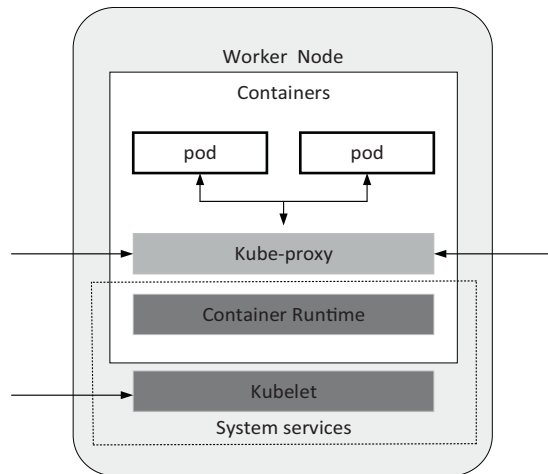 Worker Node
Containers
pod
pod
Kube-proxy
Container Runtime
Kubelet
System services